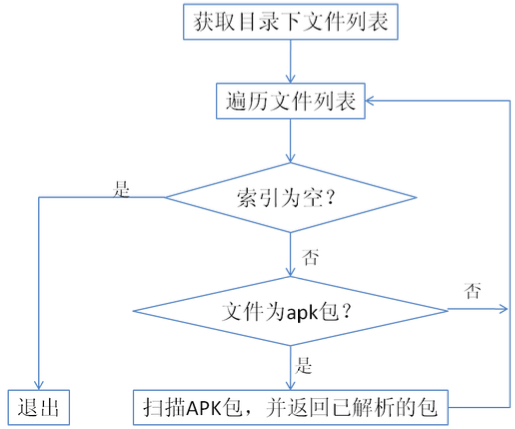 获取目录下文件列表
遍历文件列表
索引为空?
是
否
文件为apk包?
否
是
退出
扫描APK包，并返回已解析的包